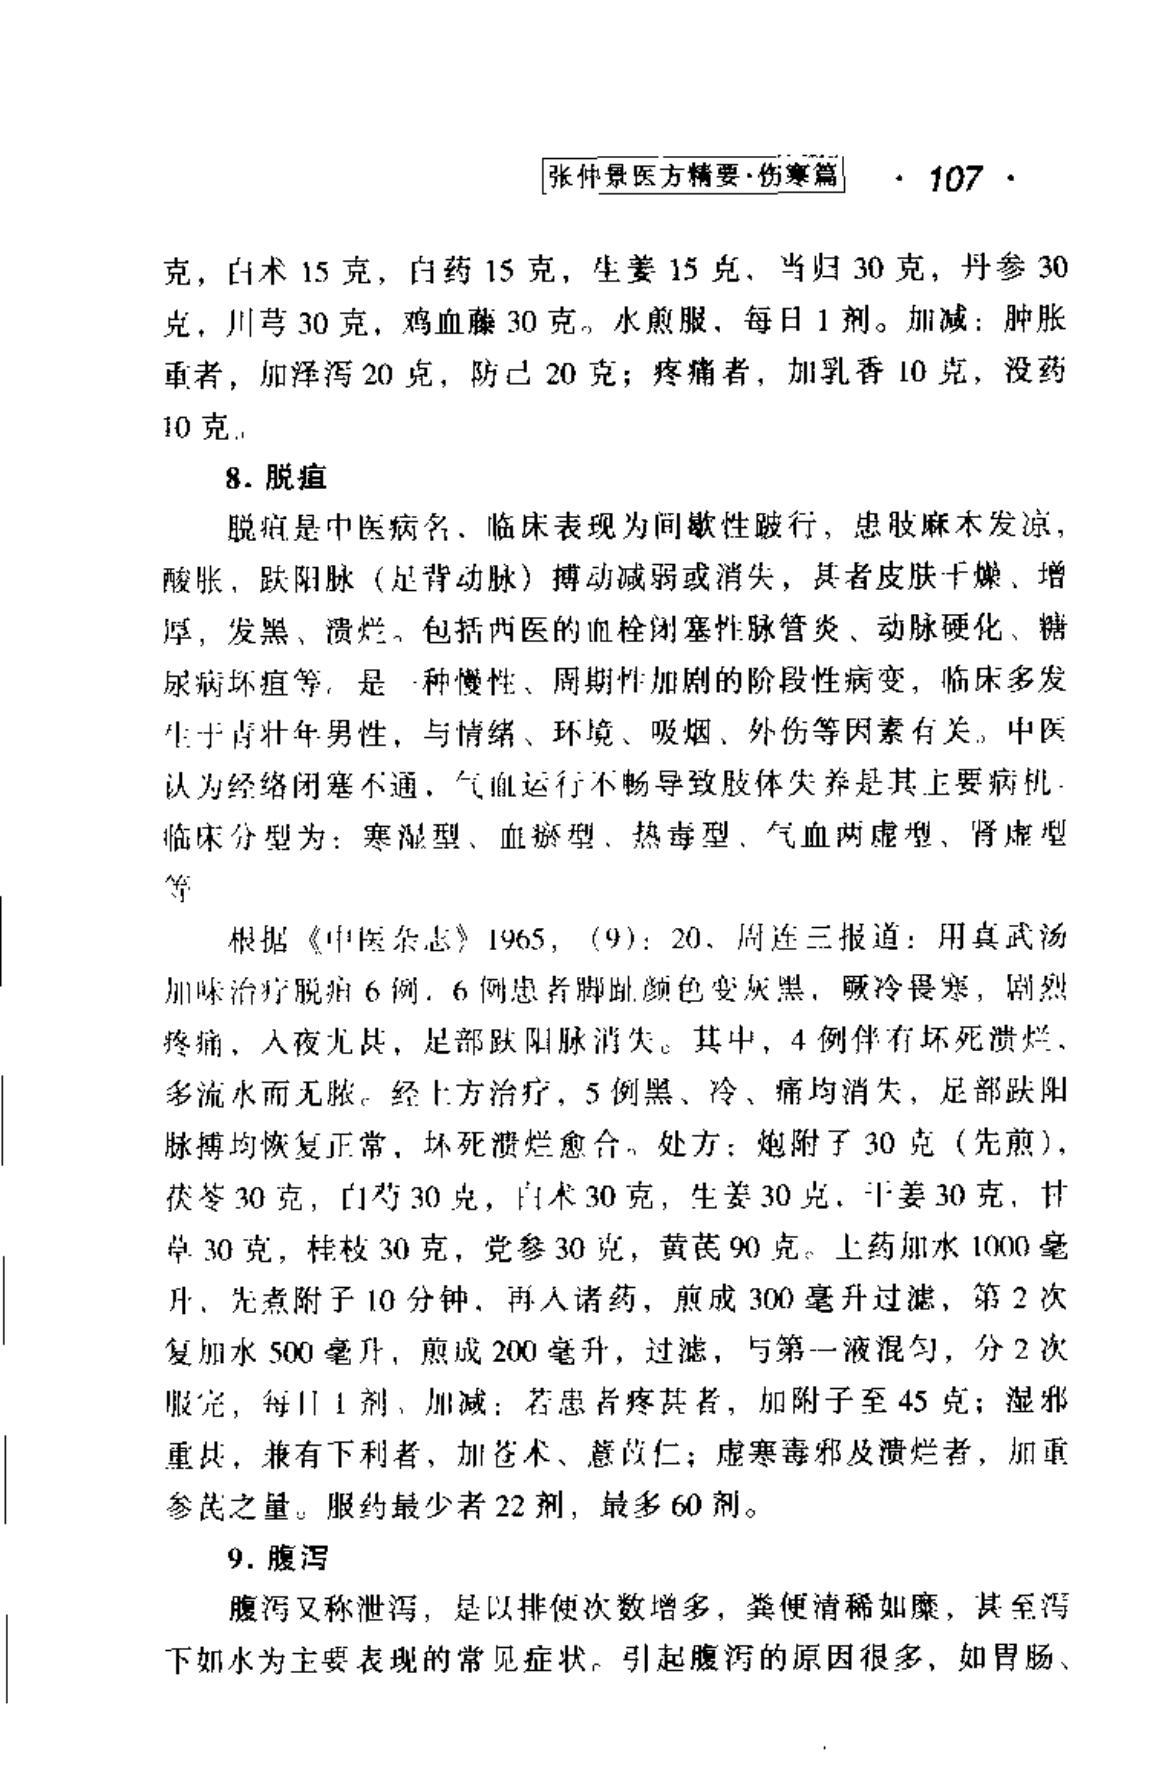 张仲景医方精要·伤寒篇 · 107 ·
克，白术 15 克，白药 15 克，生姜 15 克、当归 30 克，丹参 30
克，川芎 30 克，鸡血藤 30 克。水煎服，每日 1 剂。加减：肿胀
重者，加泽泻 20 克，防己 20 克；疼痛者，加乳香 10 克，没药
10 克。
8. 脱疽
脱疽是中医病名、临床表现为间歇性跛行，患肢麻木发凉，
酸胀，趺阳脉（足背动脉）搏动减弱或消失，甚者皮肤干燥、增
厚，发黑、溃烂。包括西医的血栓闭塞性脉管炎、动脉硬化、糖
尿病坏疽等，是一种慢性、周期性加剧的阶段性病变，临床多发
生于青壮年男性，与情绪、环境、吸烟、外伤等因素有关。中医
认为经络闭塞不通，气血运行不畅导致肢体失养是其主要病机．
临床分型为：寒湿型、血瘀型、热毒型、气血两虚型、肾虚型
等
根据《中医杂志》1965，（9）：20、周连三报道：用真武汤
加味治疗脱疽 6 例．6 例患者脚趾颜色变灰黑，厥冷畏寒，剧烈
疼痛，入夜尤甚，足部趺阳脉消失。其中，4 例伴有坏死溃烂、
多流水而无脓。经上方治疗，5 例黑、冷、痛均消失，足部趺阳
脉搏均恢复正常，坏死溃烂愈合。处方：炮附子 30 克（先煎），
茯苓 30 克，白芍 30 克，白术 30 克，生姜 30 克，干姜 30 克，甘
草 30 克，桂枝 30 克，党参 30 克，黄芪 90 克。上药加水 1000 毫
升，先煮附子 10 分钟，再入诸药，煎成 300 毫升过滤，第 2 次
复加水 500 毫升，煎成 200 毫升，过滤，与第一液混匀，分 2 次
服完，每日 1 剂、加减：若患者疼甚者，加附子至 45 克；湿邪
重甚，兼有下利者，加苍术、薏苡仁；虚寒毒邪及溃烂者，加重
参芪之量。服药最少者 22 剂，最多 60 剂。
9. 腹泻
腹泻又称泄泻，是以排便次数增多，粪便清稀如糜，甚至泻
下如水为主要表现的常见症状。引起腹泻的原因很多，如胃肠、